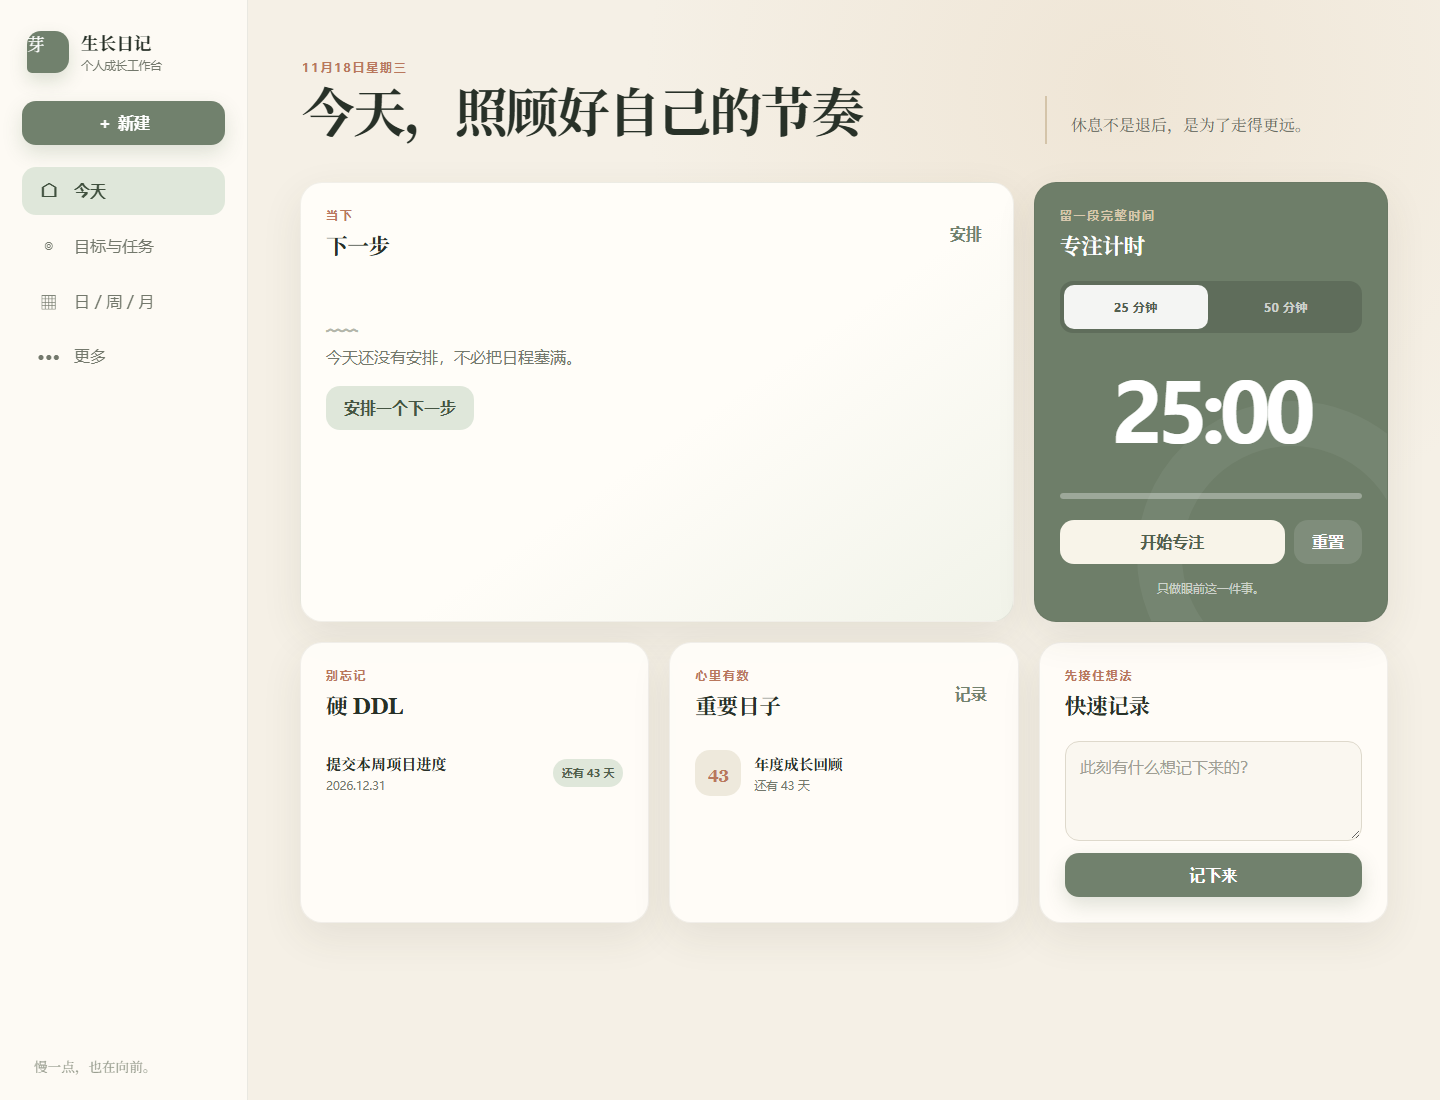 芽
生长日记
个人成长工作台
+ 新建
今天
目标与任务
日 / 周 / 月
更多
慢一点，也在向前。
11月18日星期三
今天，照顾好自己的节奏
休息不是退后，是为了走得更远。
当下
下一步
安排
今天还没有安排，不必把日程塞满。
安排一个下一步
留一段完整时间
专注计时
25 分钟
50 分钟
25:00
开始专注
重置
只做眼前这一件事。
别忘记
硬 DDL
提交本周项目进度
2026.12.31
还有 43 天
心里有数
重要日子
记录
43
年度成长回顾
还有 43 天
先接住想法
快速记录
此刻有什么想记下来的？
记下来